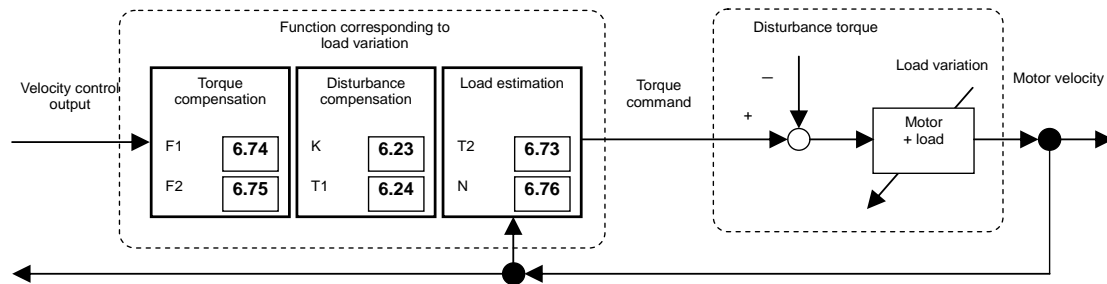 Function corresponding to
load variation
Velocity control
output
Torque
compensation
F1 6.74
F2 6.75
Disturbance
compensation
K 6.23
T1 6.24
Load estimation
T2 6.73
N 6.76
Torque
command
Disturbance torque
−
+
Load variation
Motor
+ load
Motor velocity